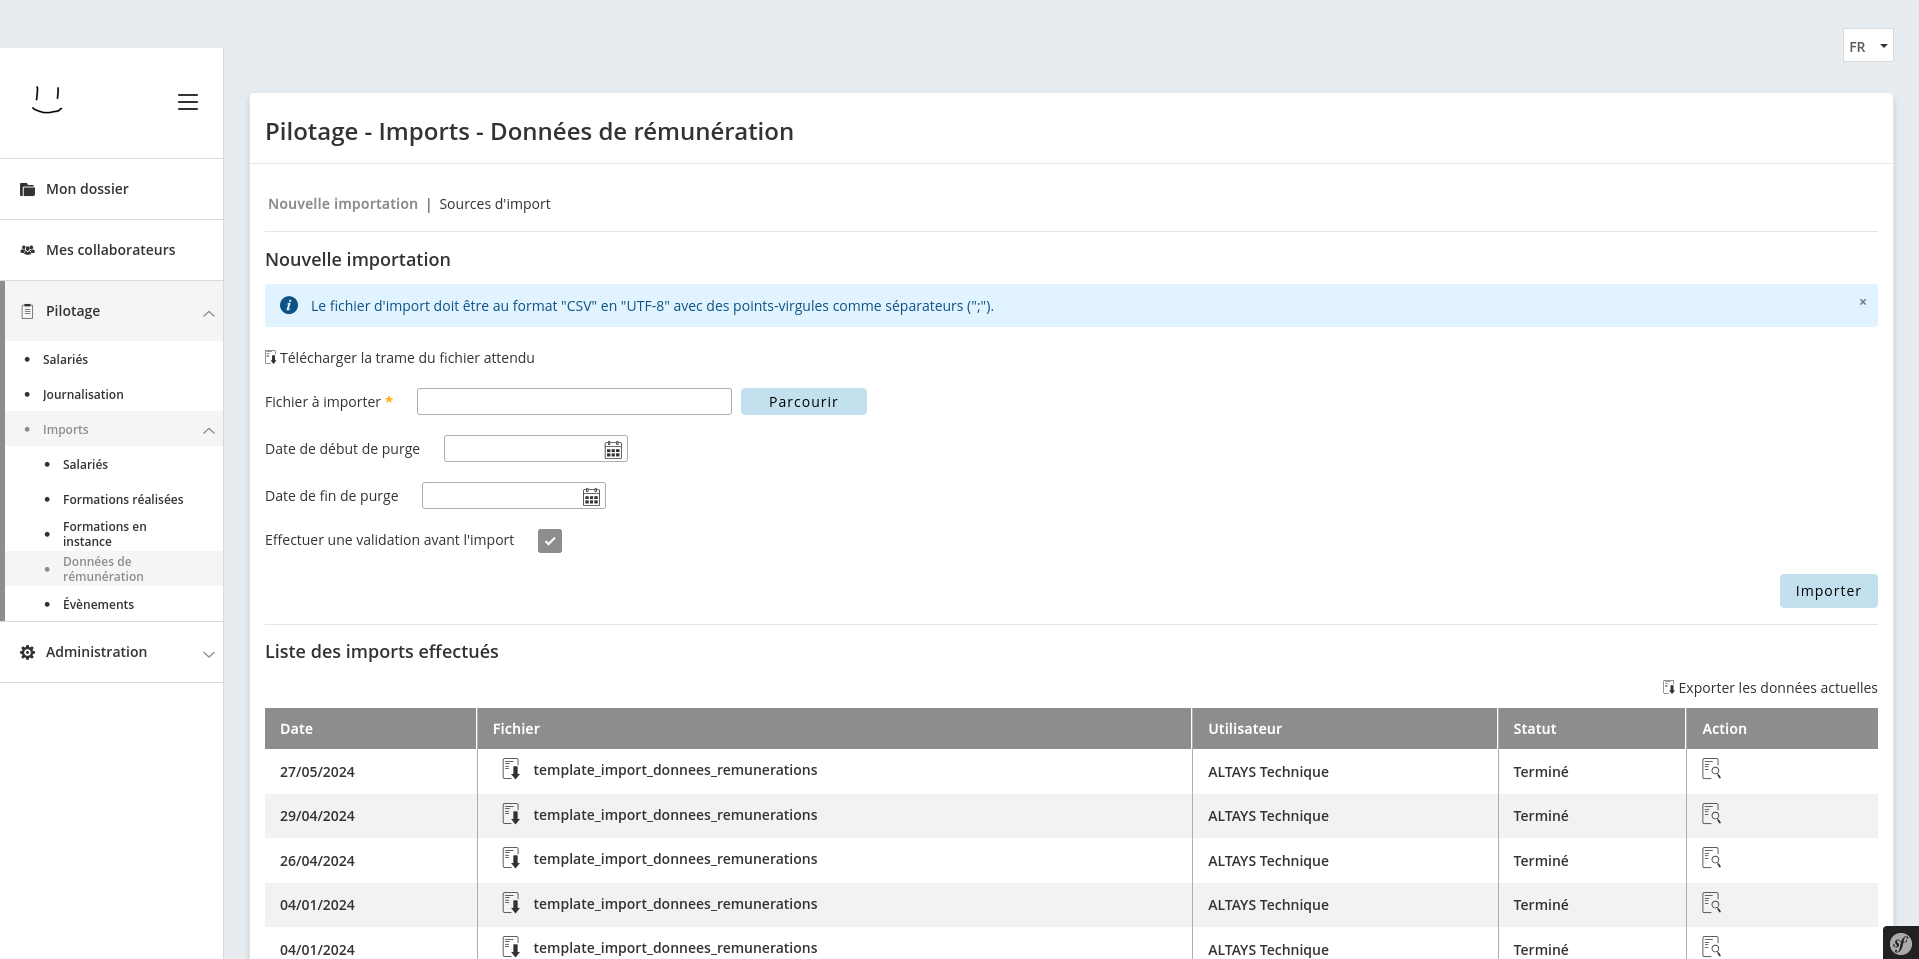 FR
Pilotage - Imports - Données de rémunération
Mon dossier
Mes collaborateurs
Pilotage
Salariés
Journalisation
Imports
Salariés
Formations réalisées
Formations en
instance
Données de
rémunération
Évènements
Administration
Nouvelle importation | Sources d'import
Nouvelle importation
Le fichier d'import doit être au format "CSV" en "UTF-8" avec des points-virgules comme séparateurs (";").
×
Télécharger la trame du fichier attendu
Fichier à importer * Parcourir
Date de début de purge
Date de fin de purge
Effectuer une validation avant l'import
Importer
Liste des imports effectués
Exporter les données actuelles
Date Fichier Utilisateur Statut Action
27/05/2024 template_import_donnees_remunerations ALTAYS Technique Terminé
29/04/2024 template_import_donnees_remunerations ALTAYS Technique Terminé
26/04/2024 template_import_donnees_remunerations ALTAYS Technique Terminé
04/01/2024 template_import_donnees_remunerations ALTAYS Technique Terminé
04/01/2024 template_import_donnees_remunerations ALTAYS Technique Terminé
sf